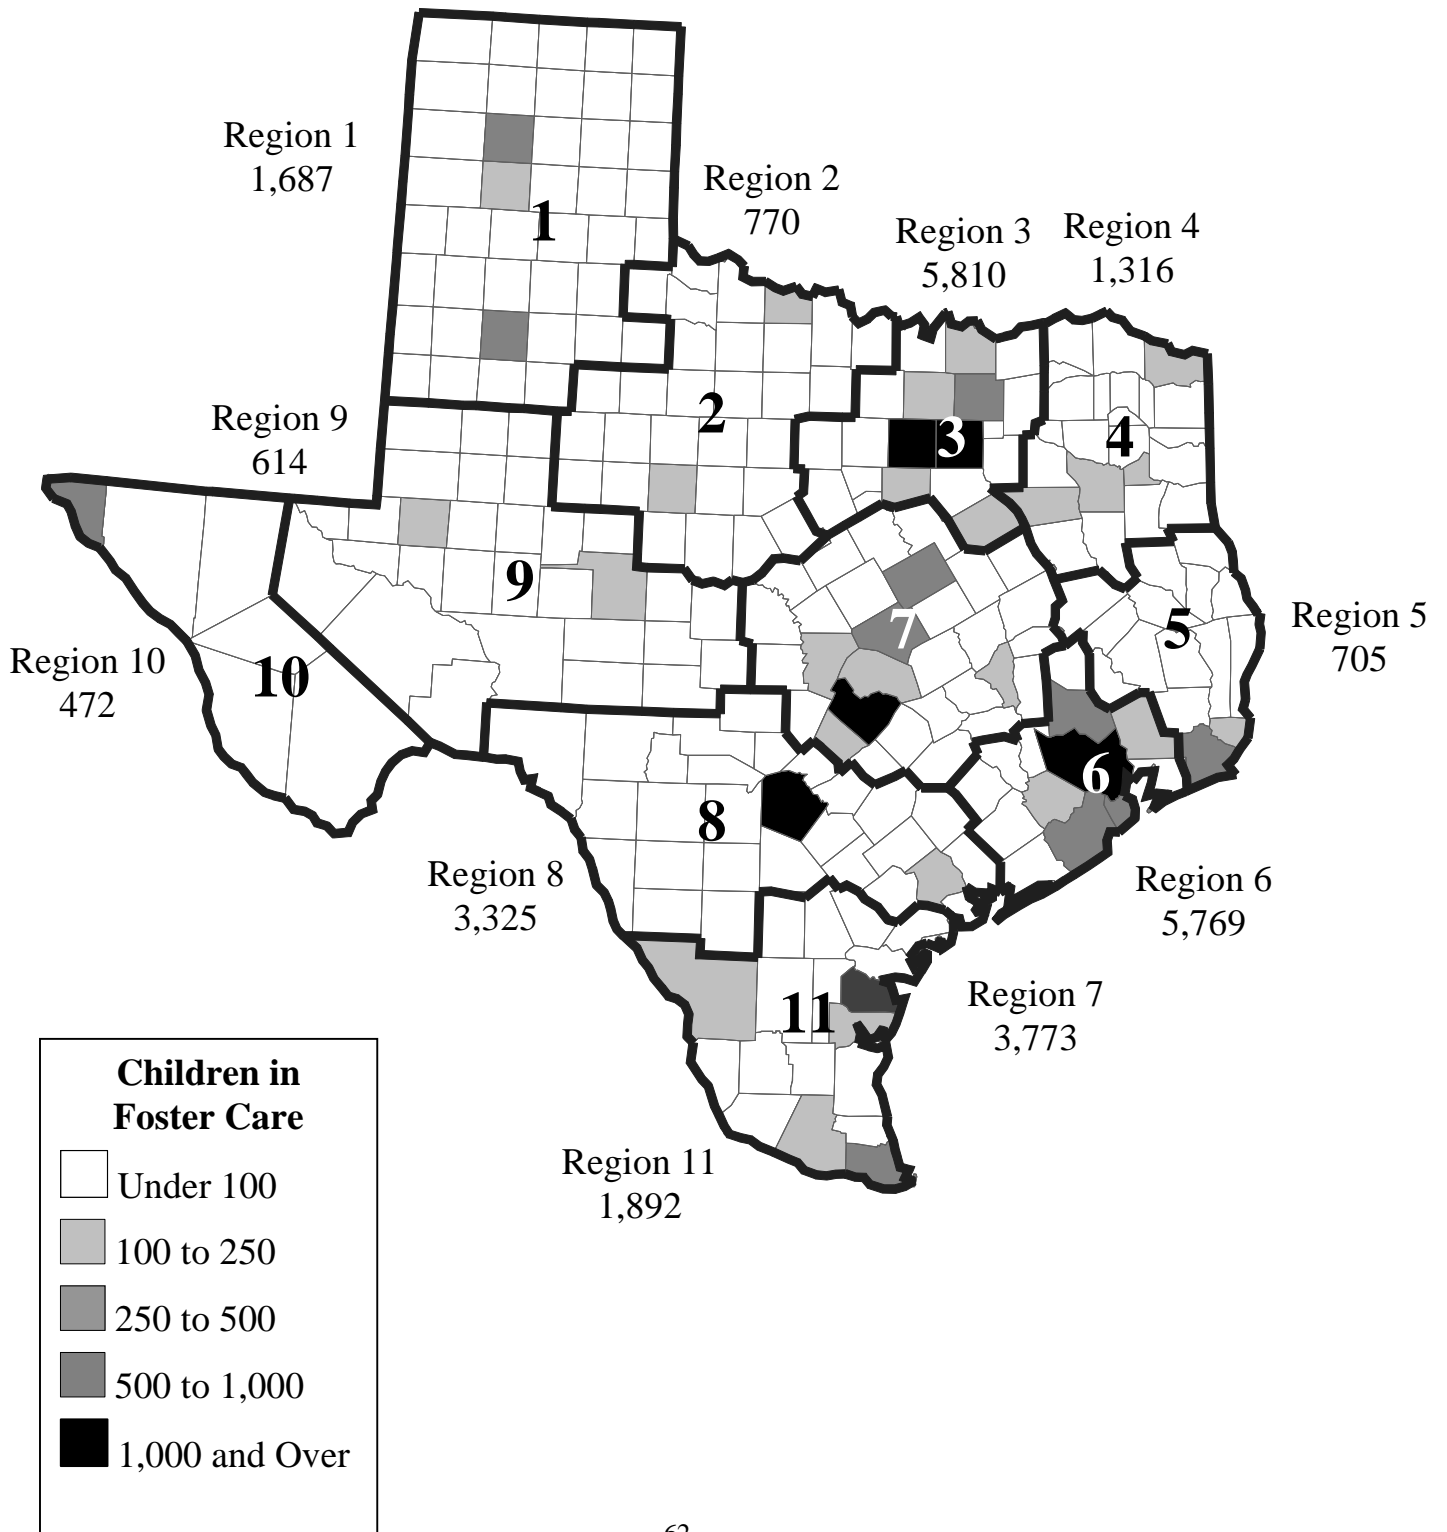 Region 1
1,687
Region 2
770
Region 3
5,810
Region 4
1,316
1
Region 9
614
2
3
4
9
5
Region 5
705
7
Region 10
472
10
6
8
Region 8
3,325
Region 6
5,769
11
Region 7
3,773
Children in
Foster Care
Under 100
100 to 250
250 to 500
500 to 1,000
1,000 and Over
Region 11
1,892